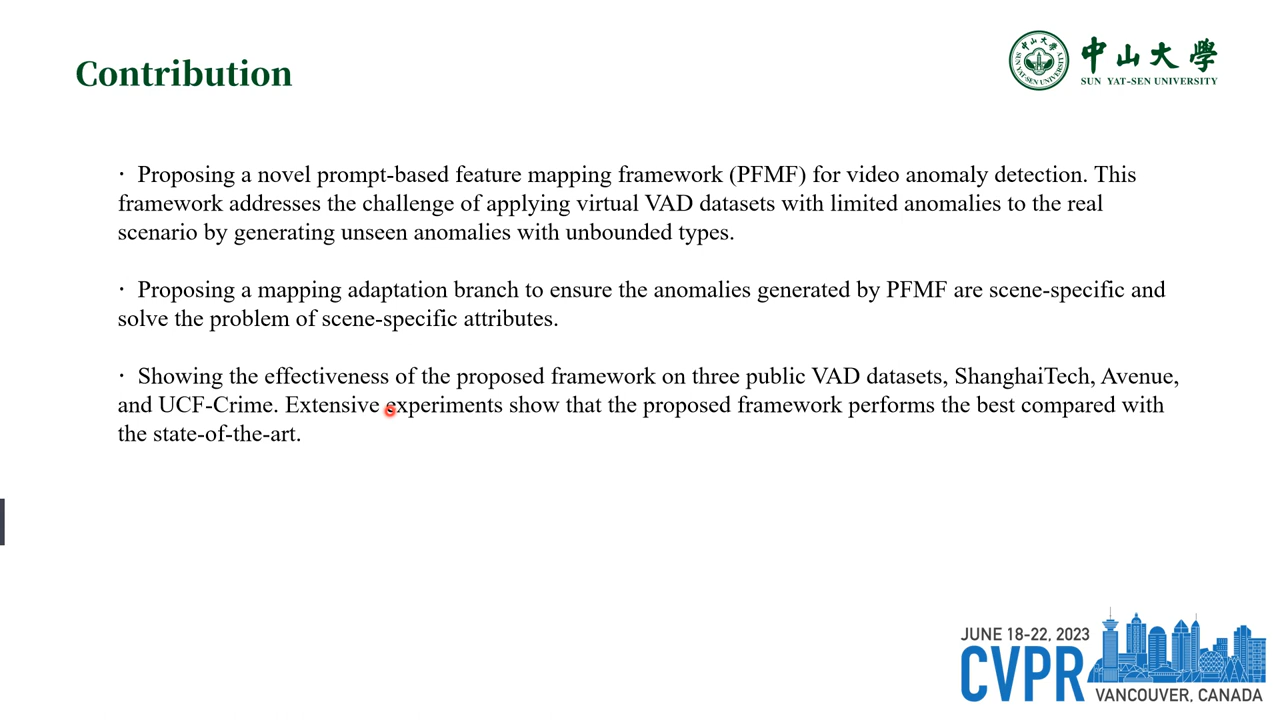 Contribution
中山大學
SUN YAT-SEN UNIVERSITY
· Proposing a novel prompt-based feature mapping framework (PFMF) for video anomaly detection. This
framework addresses the challenge of applying virtual VAD datasets with limited anomalies to the real
scenario by generating unseen anomalies with unbounded types.
· Proposing a mapping adaptation branch to ensure the anomalies generated by PFMF are scene-specific and
solve the problem of scene-specific attributes.
· Showing the effectiveness of the proposed framework on three public VAD datasets, ShanghaiTech, Avenue,
and UCF-Crime. Extensive experiments show that the proposed framework performs the best compared with
the state-of-the-art.
JUNE 18-22, 2023
CVPR
VANCOUVER, CANADA